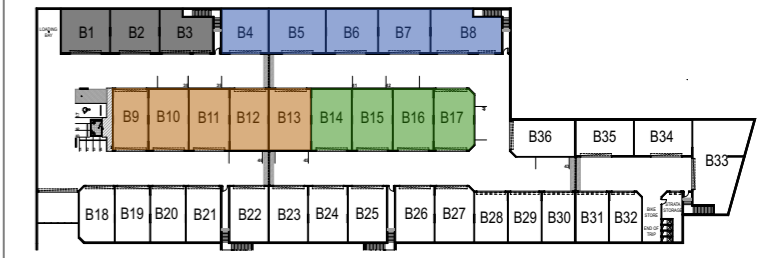 LOADING
BAY
B1 B2 B3 B4 B5 B6 B7 B8
B9 B10 B11 B12 B13 B14 B15 B16 B17
B36 B35 B34
B33
B18 B19 B20 B21 B22 B23 B24 B25 B26 B27 B28 B29 B30 B31 B32
BIKE
STORE
STRATA
STORAGE
END OF
TRIP